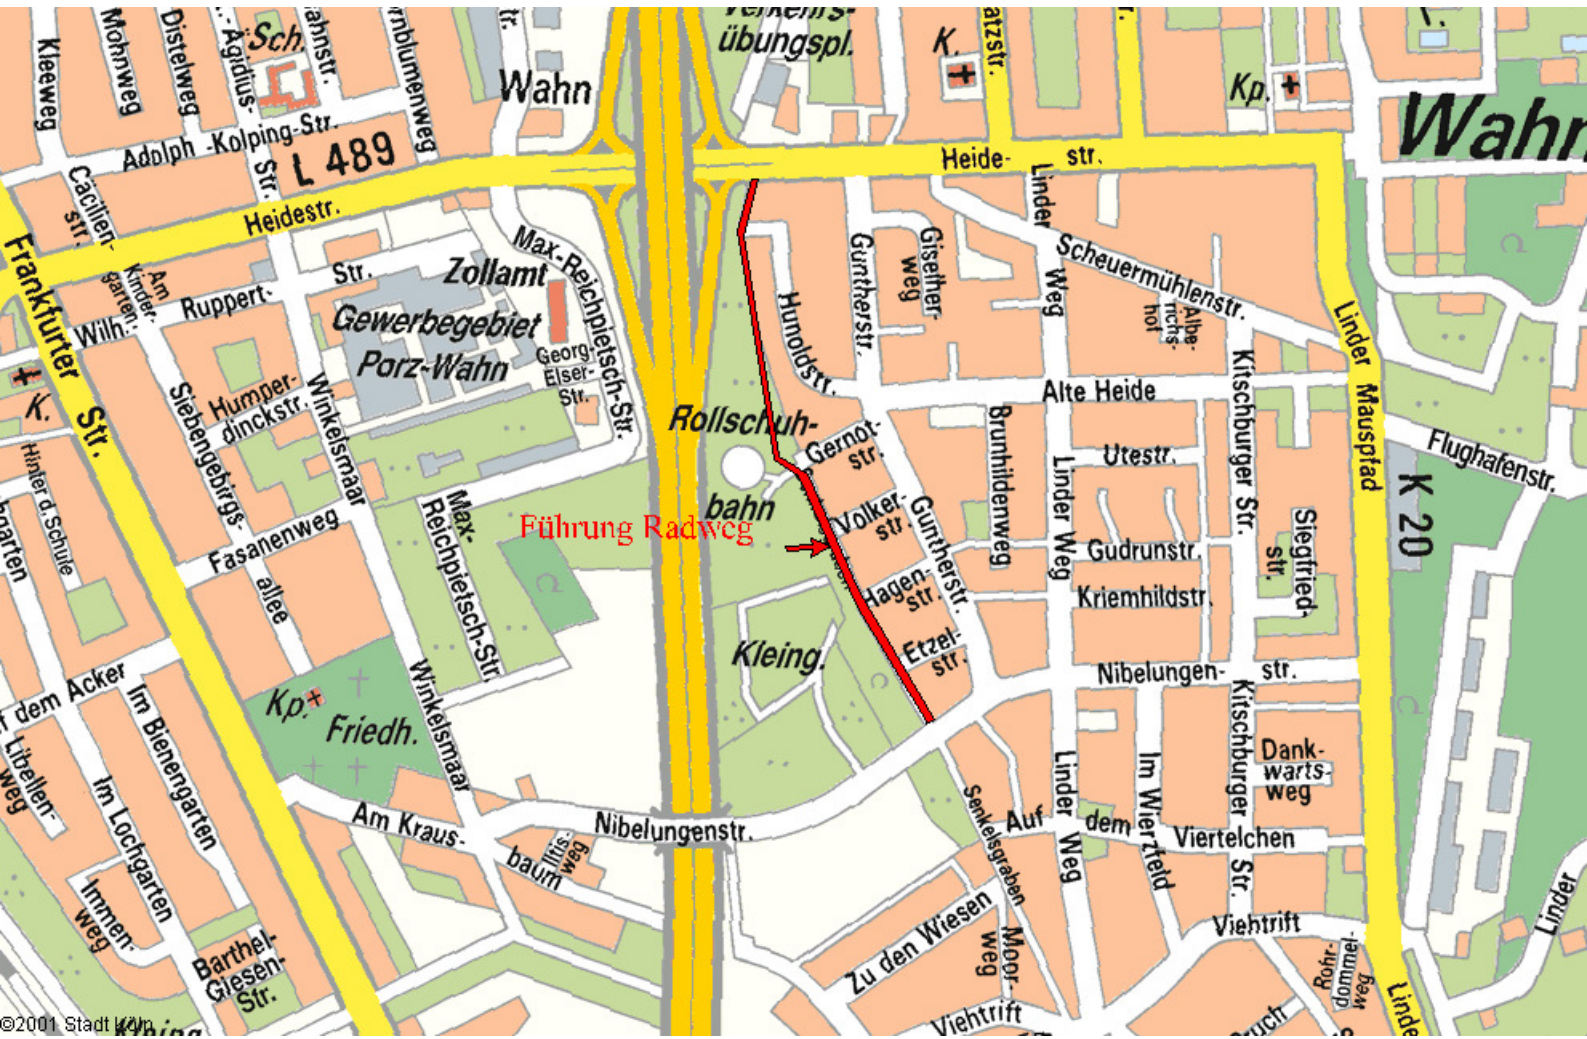 Kleeweg
Mohnweg
Distelweg
Ägidius-
Str.
Sch.
Wahn
übungspl.
K.
Kp.
Wahn
Adolph-Kolping-Str.
L 489
Heidestr.
Heide- str.
Cäcilien-
str.
Am
Kinder-
garten
Frankfurter
Str.
Wilh.-
Ruppert-
Str.
Zollamt
Gewerbegebiet
Porz-Wahn
Max-Reichpietsch-Str.
Georg-
Elser-
Str.
K.
Siebengebirgs-
allee
Humper-
dinckstr.
Winkelsmaar
Hinter d. Schule
Fasanenweg
Max-
Reichpietsch-Str.
Humoldstr.
Guntherstr.
Giselher-
weg
Linder
Weg
Scheuermühlenstr.
Albe-
richs-
hof
Linder Mauspfad
Alte Heide
Kitschburger Str.
Rollschuh-
bahn
Gernot-
str.
Volker-
str.
Führung Radweg
Hagen-
str.
Etzel-
str.
Guntherstr.
Brunhildenweg
Linder Weg
Utestr.
Gudrunstr.
Kriemhildstr.
Siegfried-
str.
K 20
Flughafenstr.
Nibelungen- str.
Kleing.
Kp.
Friedh.
Winkelsmaar
dem Acker
Im Bienengarten
Im Lochgarten
Libellen-
weg
Immen-
weg
Barthel-
Giesen-
Str.
Am Kraus-
baum
Iltis-
weg
Nibelungenstr.
Senkelsgraben
Auf dem Viertelchen
Linder Weg
Im Wierzfeld
Kitschburger
Str.
Dank-
warts-
weg
Zu den Wiesen
Moor-
weg
Viehtrift
Viehtrift
Rohr-
dommel-
weg
Linder
©2001 Stadt Köln